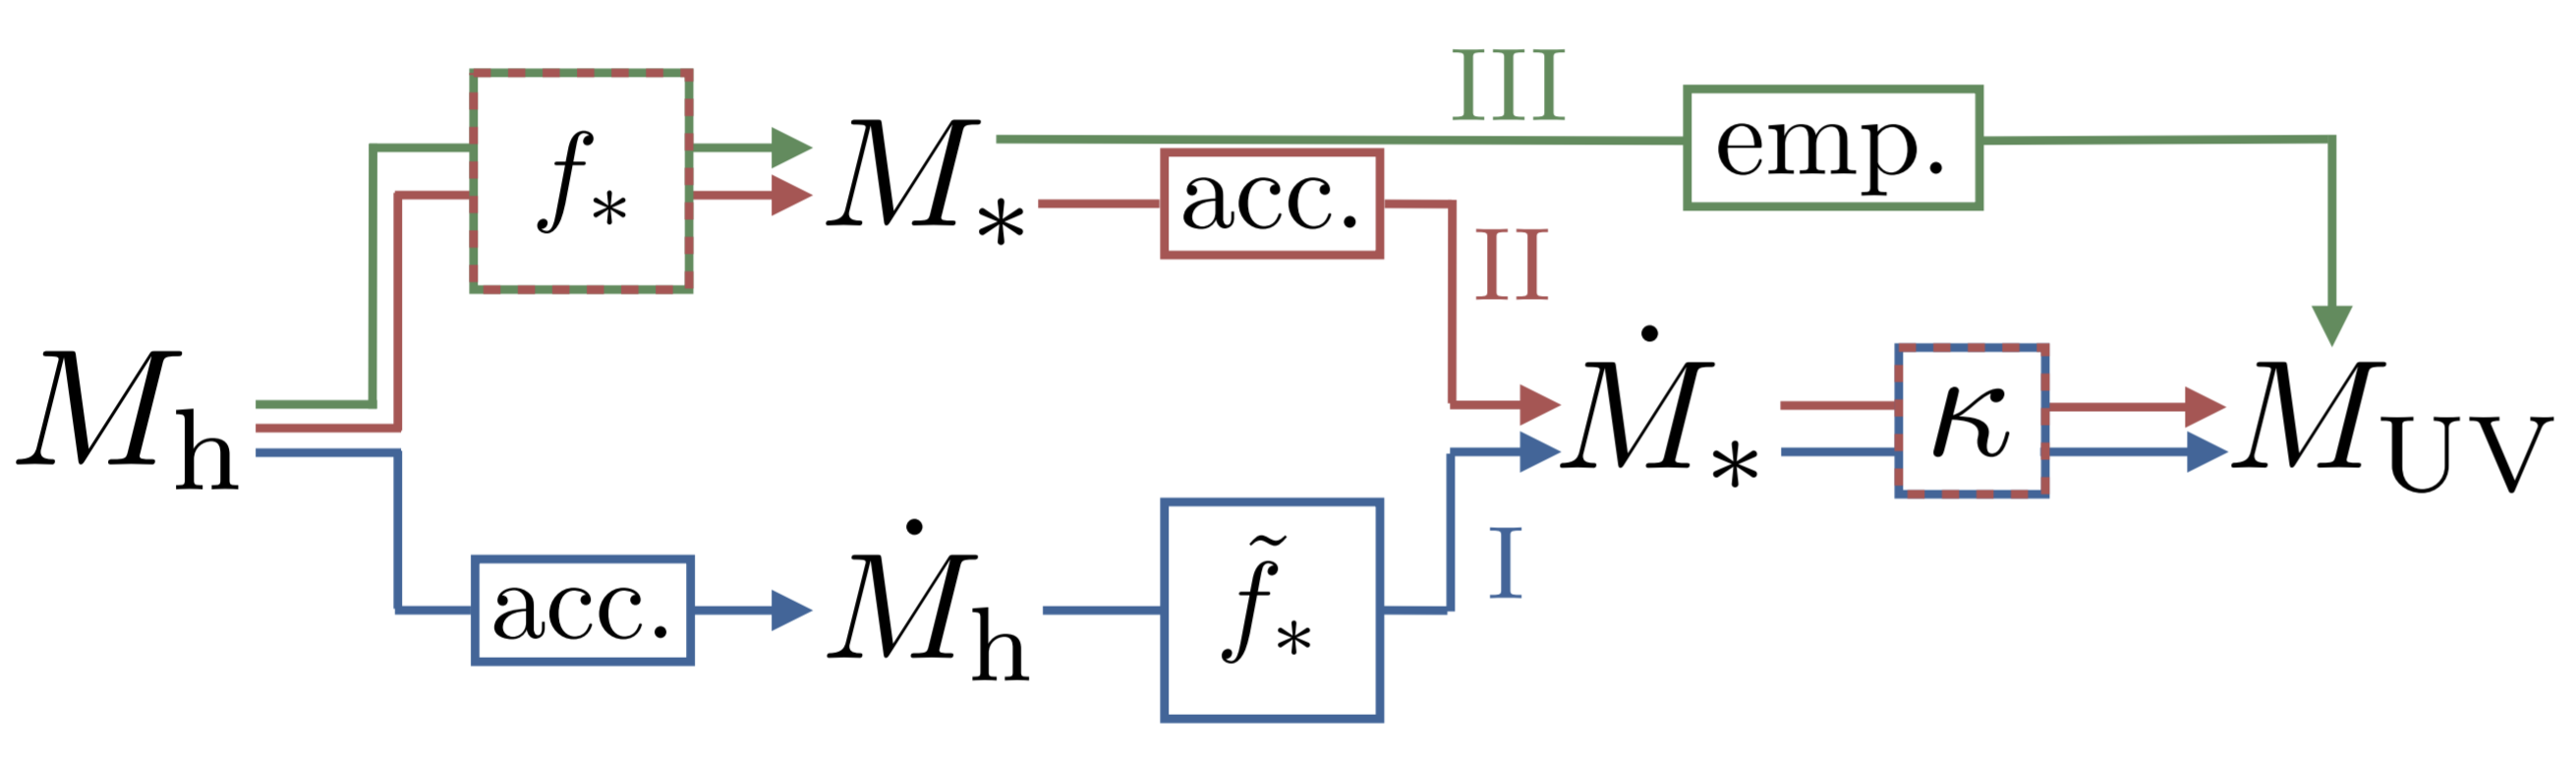 III
f_* M_* emp.
acc.
II
M_h Ṁ_* κ M_UV
I
acc. Ṁ_h f̃_*